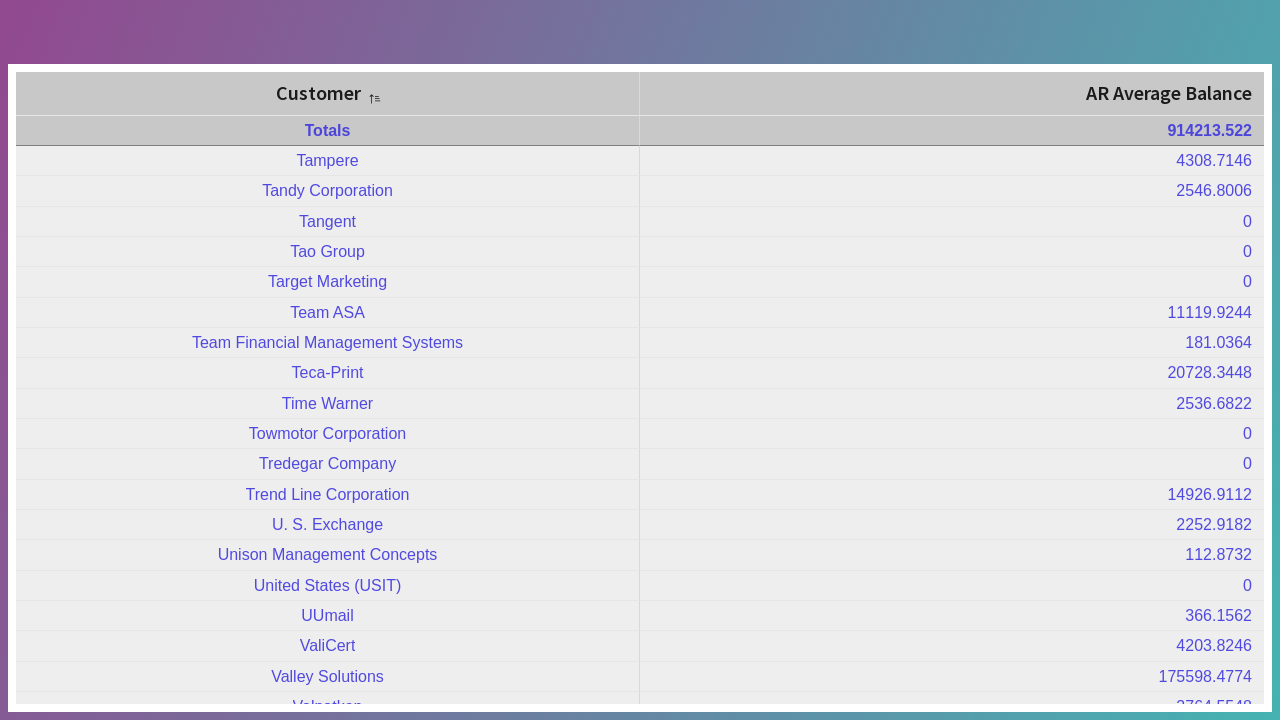 Customer AR Average Balance
Totals 914213.522
Tampere 4308.7146
Tandy Corporation 2546.8006
Tangent 0
Tao Group 0
Target Marketing 0
Team ASA 11119.9244
Team Financial Management Systems 181.0364
Teca-Print 20728.3448
Time Warner 2536.6822
Towmotor Corporation 0
Tredegar Company 0
Trend Line Corporation 14926.9112
U. S. Exchange 2252.9182
Unison Management Concepts 112.8732
United States (USIT) 0
UUmail 366.1562
ValiCert 4203.8246
Valley Solutions 175598.4774